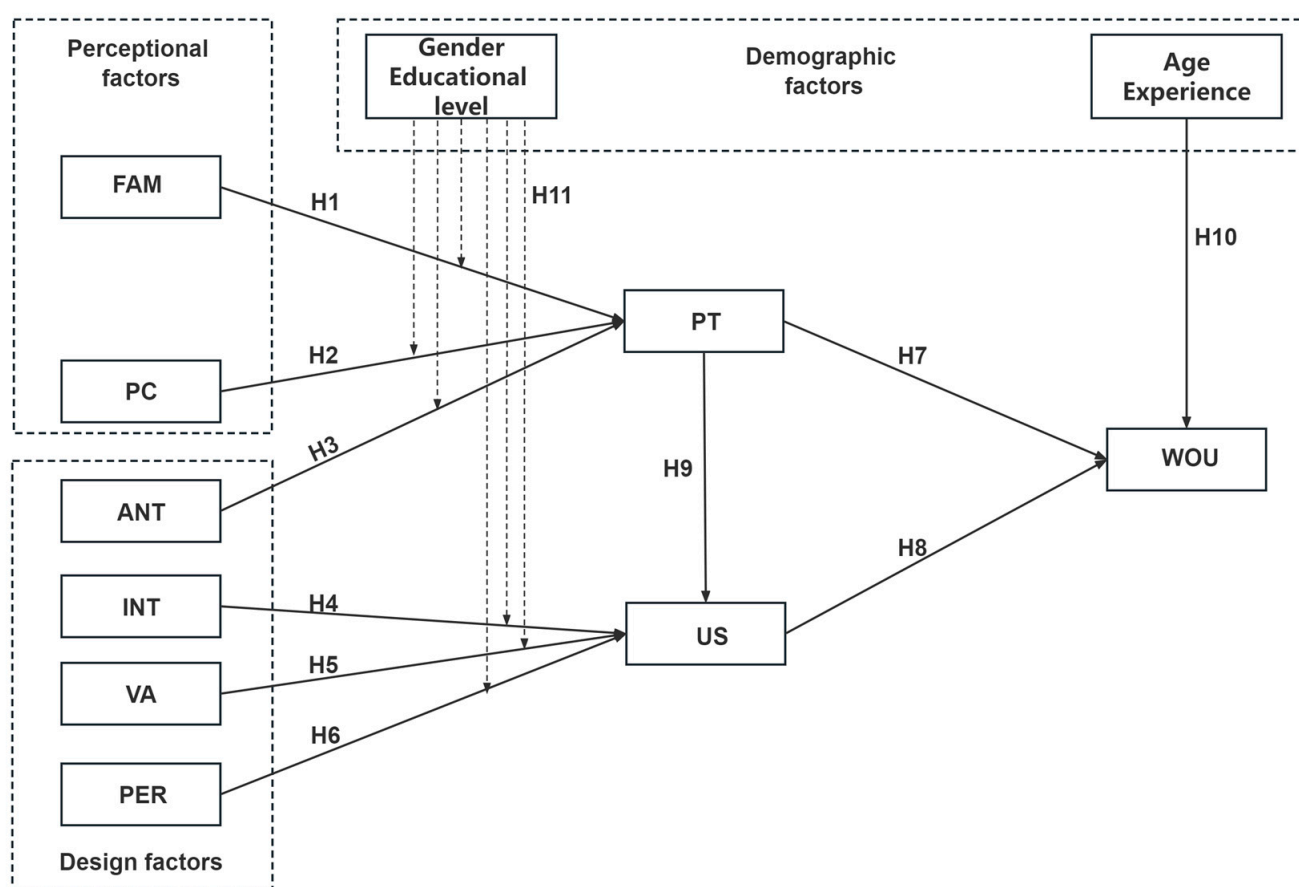 Perceptional
factors
Gender
Educational
level
Demographic
factors
Age
Experience
FAM
H1
H11
H10
PT
PC
H2
H7
H3
H9
WOU
ANT
INT
H4
H8
US
VA
H5
H6
PER
Design factors